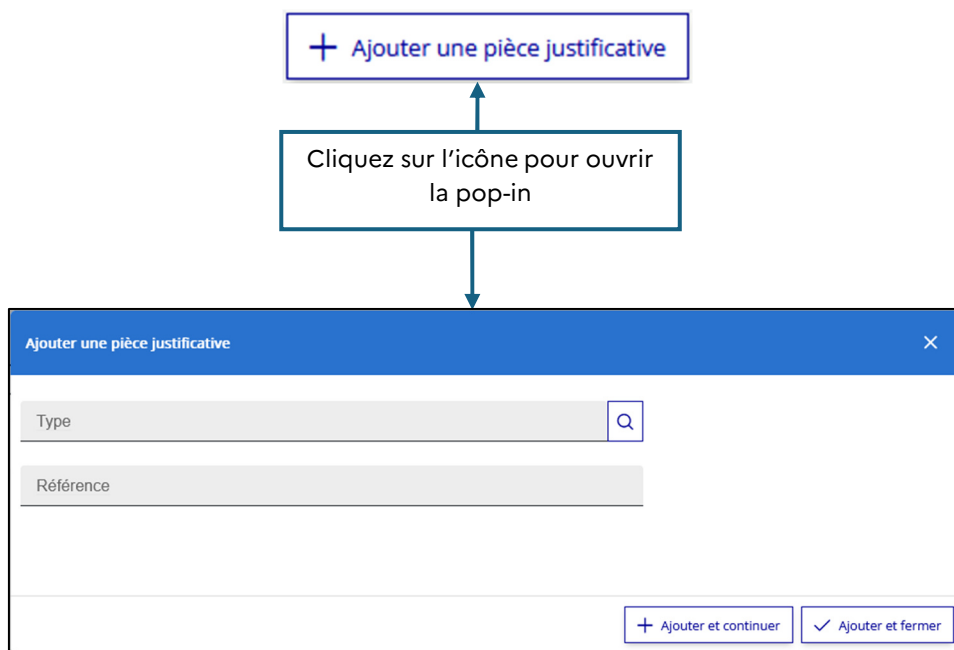 Ajouter une pièce justificative
Cliquez sur l'icône pour ouvrir
la pop-in
Ajouter une pièce justificative
Type
Référence
Ajouter et continuer
Ajouter et fermer